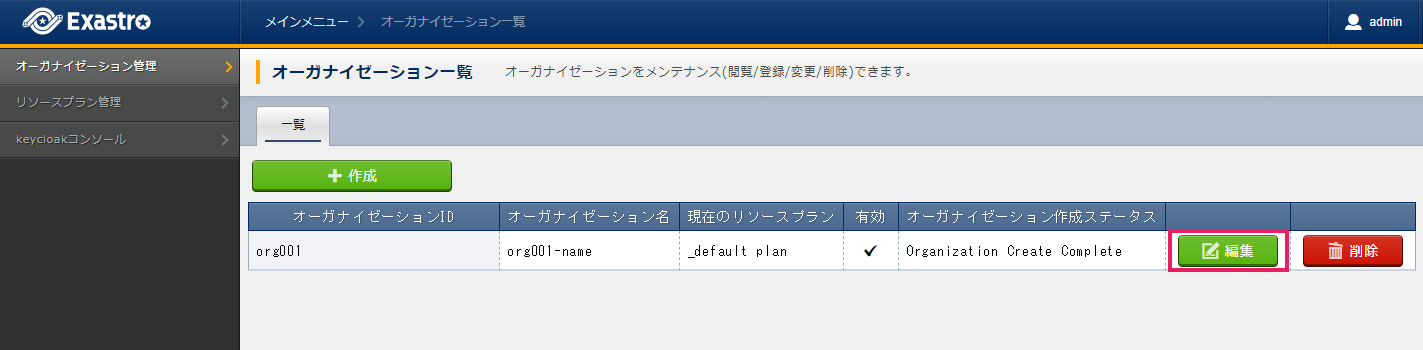 Exastro
メインメニュー オーガナイゼーション一覧
admin
オーガナイゼーション管理
リソースプラン管理
keycloakコンソール
オーガナイゼーション一覧 オーガナイゼーションをメンテナンス(閲覧/登録/変更/削除)できます。
一覧
作成
オーガナイゼーションID オーガナイゼーション名 現在のリソースプラン 有効 オーガナイゼーション作成ステータス
org001 org001-name _default plan ✓ Organization Create Complete 編集 削除